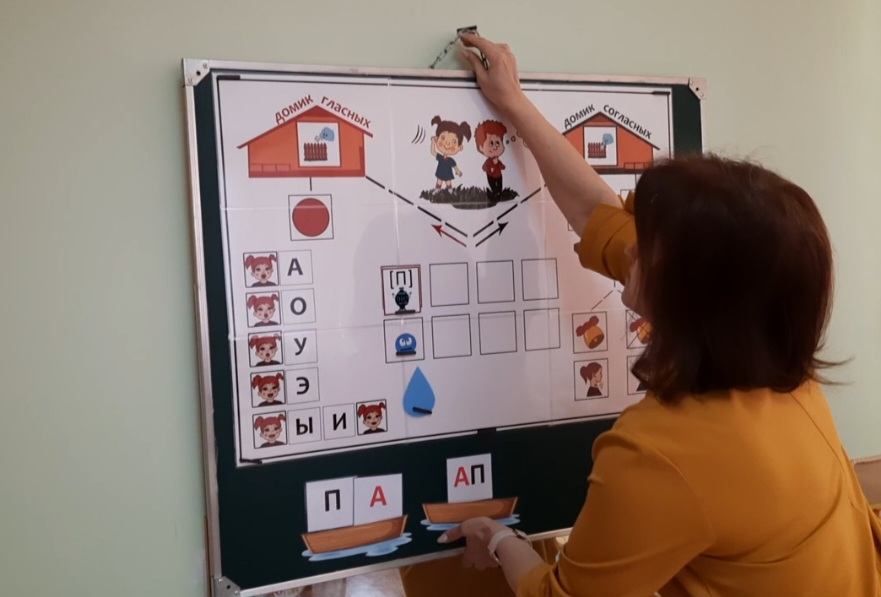 домик гласных
домик согласных
А
[П]
О
У
Э
Ы И
П А
АП